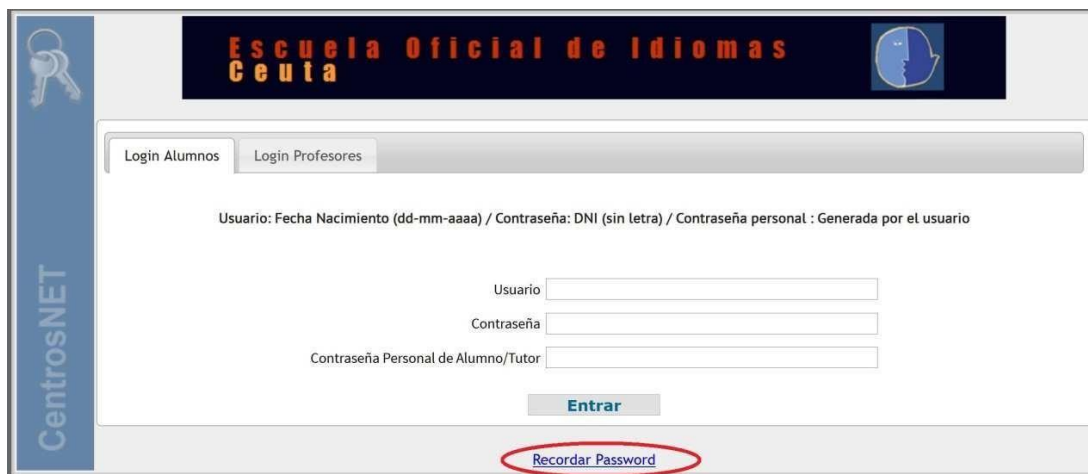 Escuela Oficial de Idiomas
Ceuta
CentrosNET
Login Alumnos
Login Profesores
Usuario: Fecha Nacimiento (dd-mm-aaaa) / Contraseña: DNI (sin letra) / Contraseña personal : Generada por el usuario
Usuario
Contraseña
Contraseña Personal de Alumno/Tutor
Entrar
Recordar Password